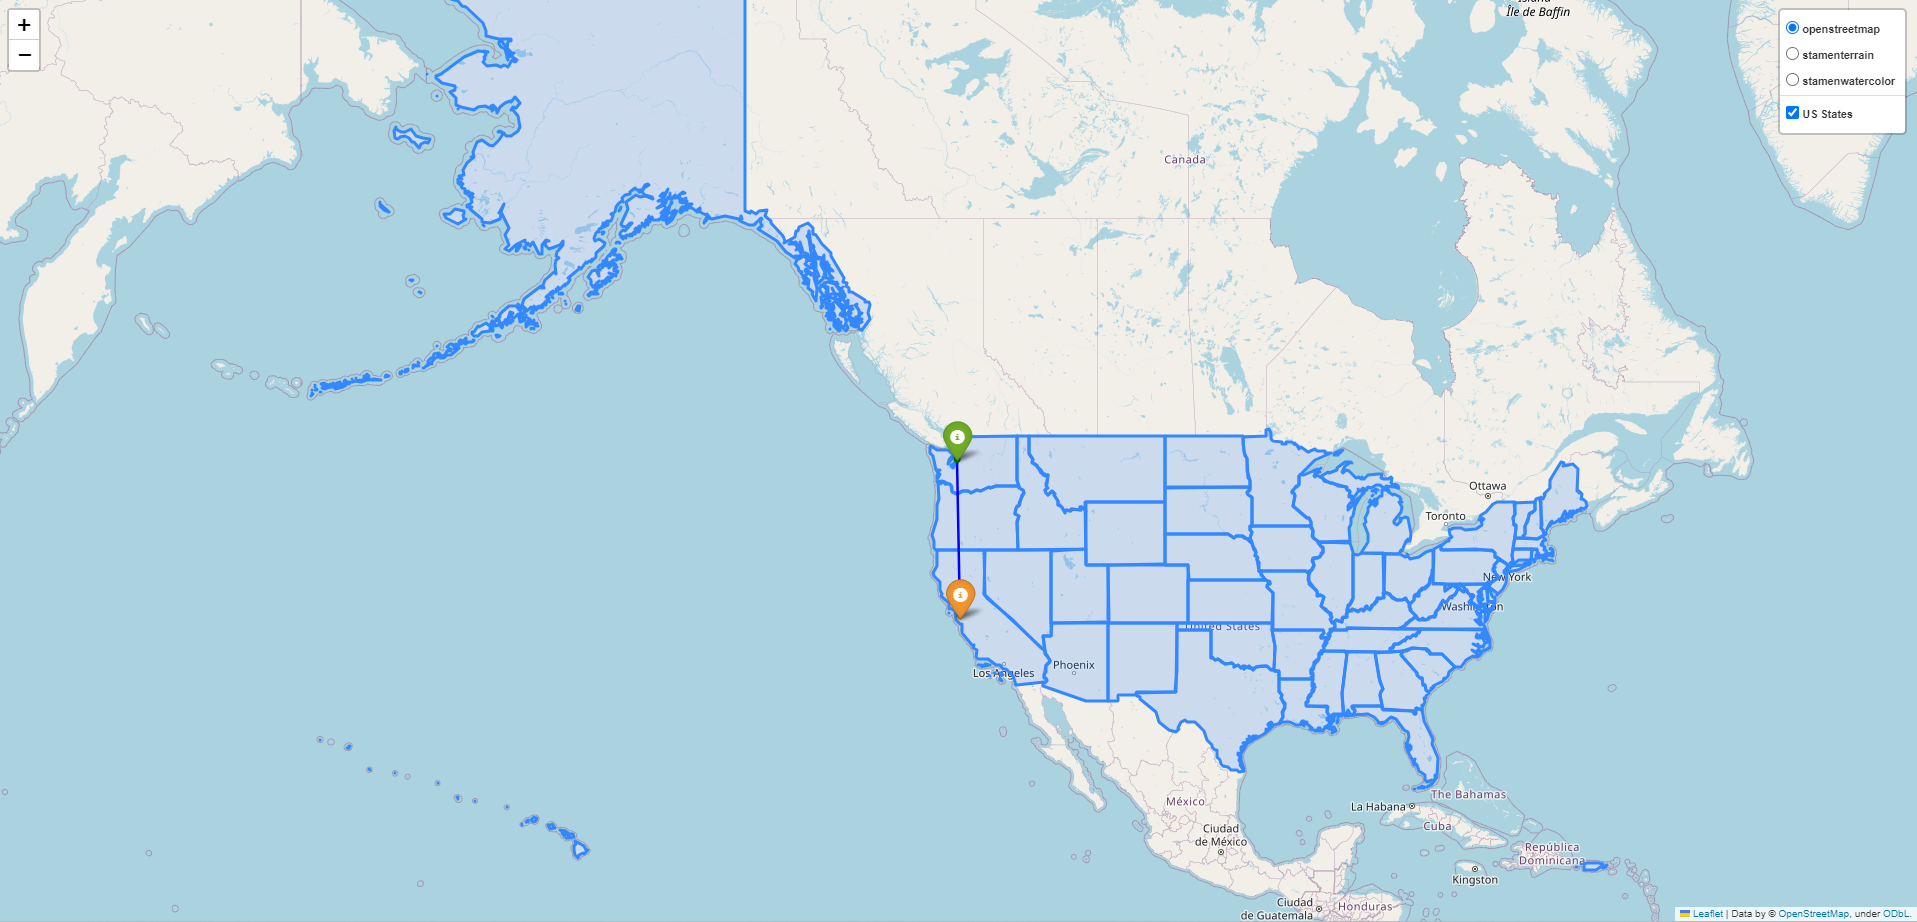 +
−
Island
Île de Baffin
openstreetmap
stamenterrain
stamenwatercolor
US States
Canada
Ottawa
Toronto
New York
Washington
United States
Phoenix
Los Angeles
The Bahamas
La Habana
México
Cuba
Ciudad
de México
República
Dominicana
Kingston
Ciudad
de Guatemala
Honduras
Leaflet | Data by © OpenStreetMap, under ODbL.